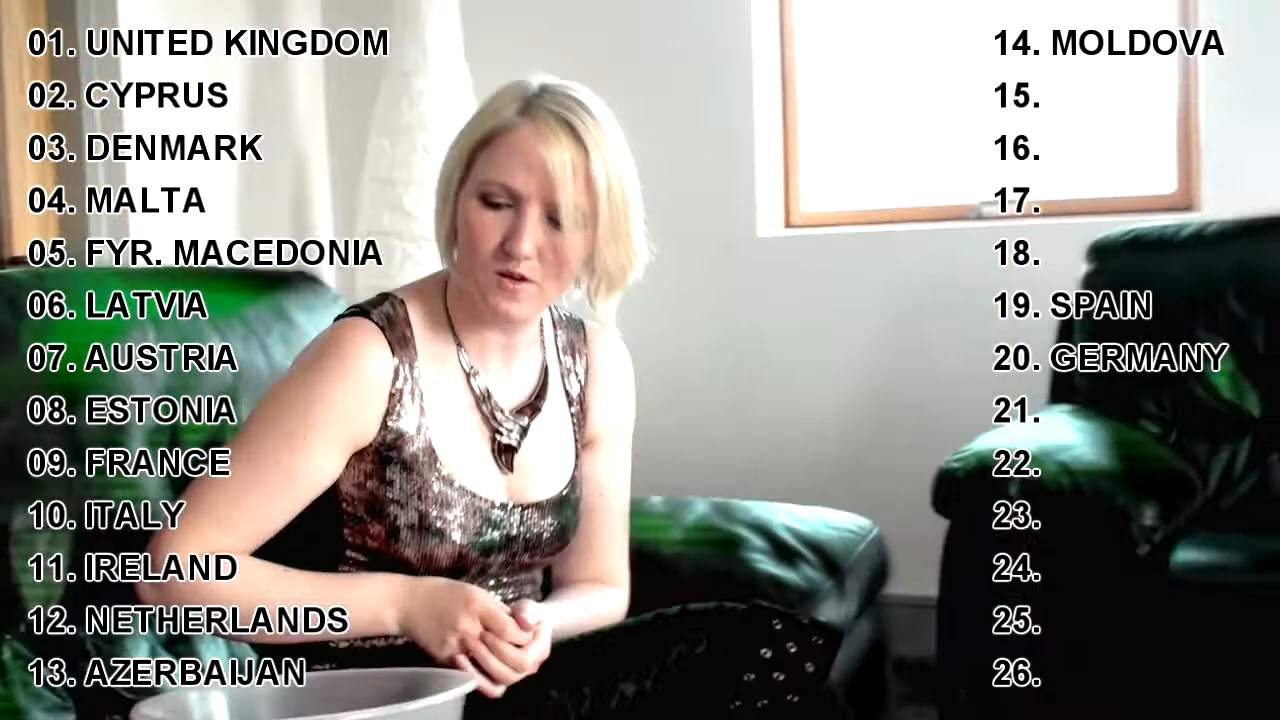 01. UNITED KINGDOM
02. CYPRUS
03. DENMARK
04. MALTA
05. FYR. MACEDONIA
06. LATVIA
07. AUSTRIA
08. ESTONIA
09. FRANCE
10. ITALY
11. IRELAND
12. NETHERLANDS
13. AZERBAIJAN
14. MOLDOVA
15.
16.
17.
18.
19. SPAIN
20. GERMANY
21.
22.
23.
24.
25.
26.